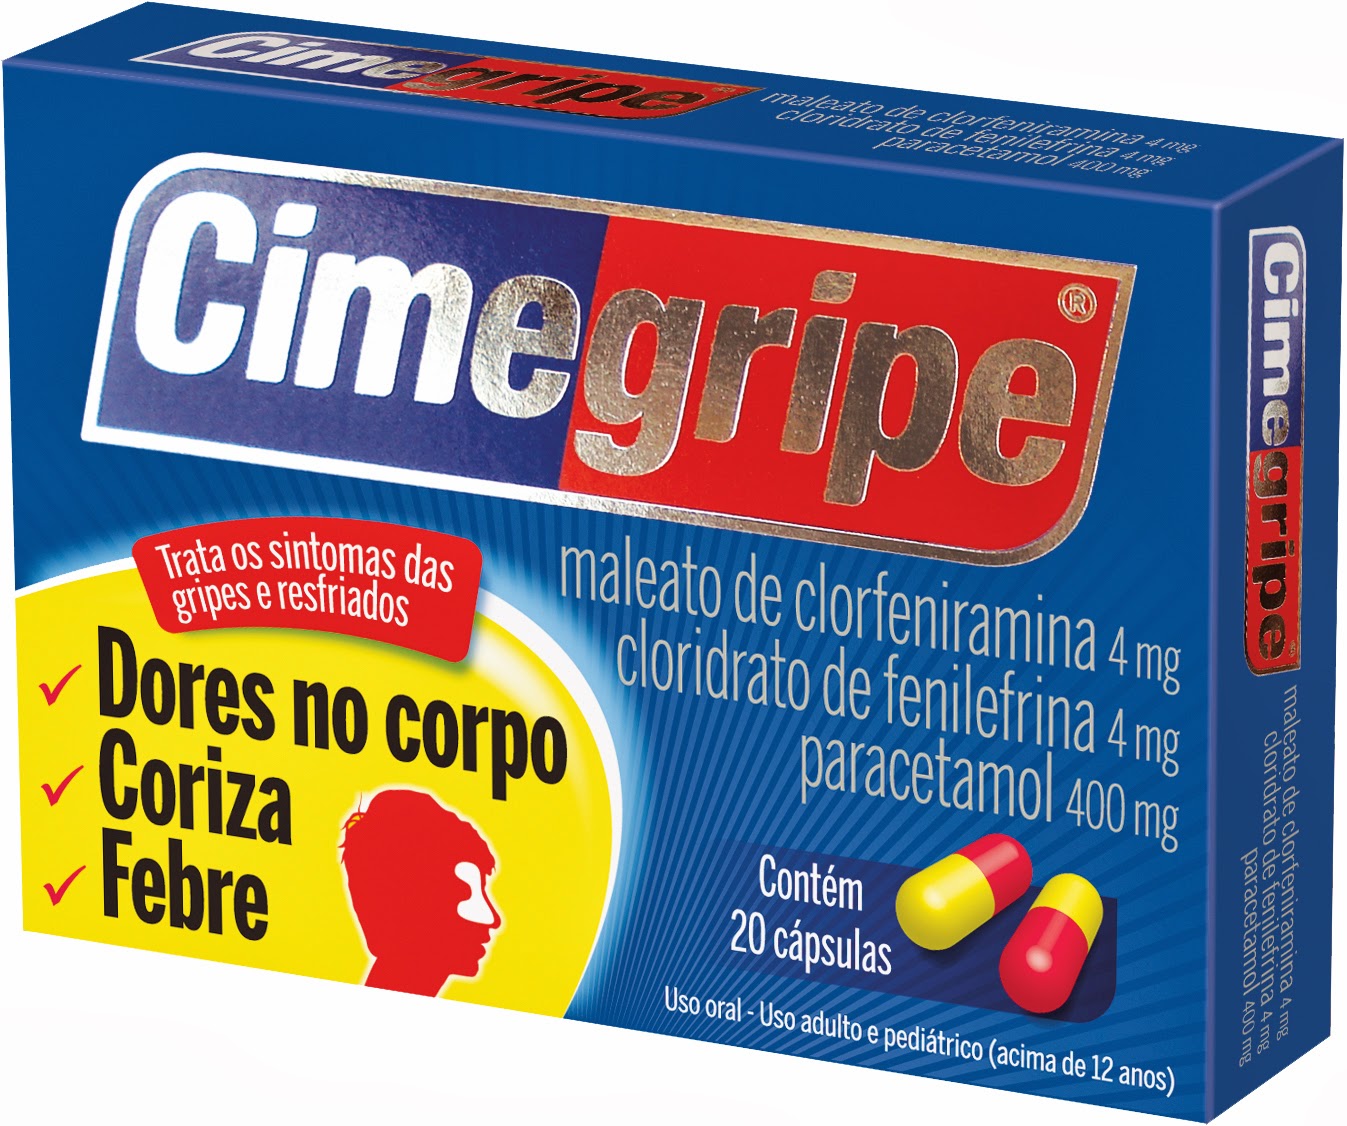 Cimegripe®
maleato de clorfeniramina 4 mg
cloridrato de fenilefrina 4 mg
paracetamol 400 mg
Cimegripe®
maleato de clorfeniramina 4 mg
cloridrato de fenilefrina 4 mg
paracetamol 400 mg
Trata os sintomas das
gripes e resfriados
Dores no corpo
Coriza
Febre
Contém
20 cápsulas
Uso oral - Uso adulto e pediátrico (acima de 12 anos)
Cimegripe®
maleato de clorfeniramina 4 mg
cloridrato de fenilefrina 4 mg
paracetamol 400 mg